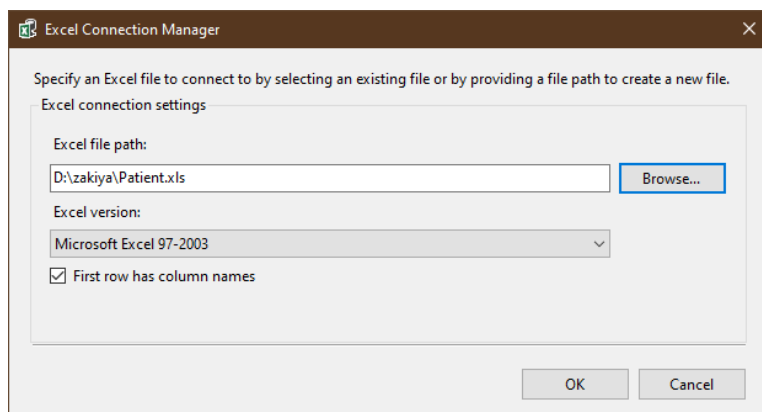 Excel Connection Manager
Specify an Excel file to connect to by selecting an existing file or by providing a file path to create a new file.
Excel connection settings
Excel file path:
D:\zakiya\Patient.xls
Browse...
Excel version:
Microsoft Excel 97-2003
First row has column names
OK
Cancel